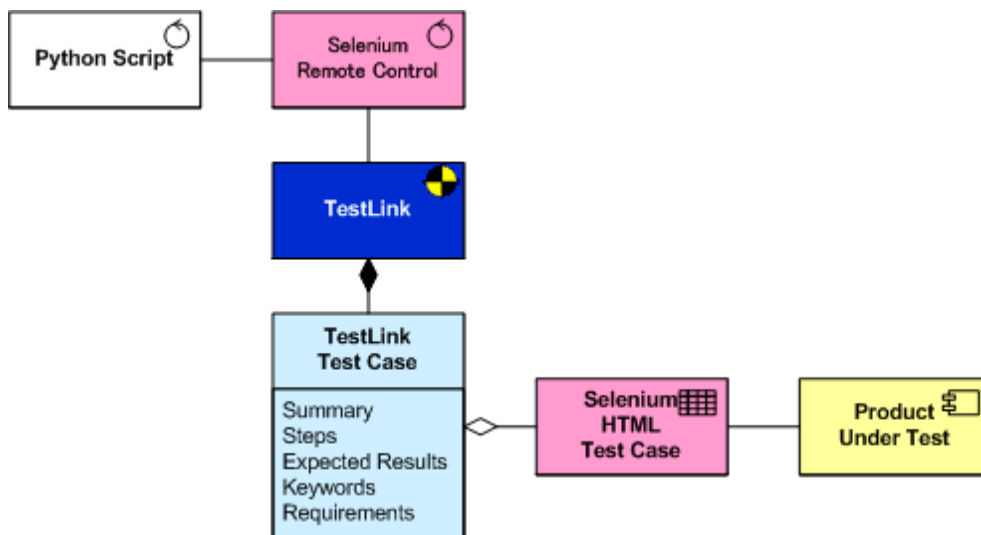 Python Script
Selenium
Remote Control
TestLink
TestLink
Test Case
Summary
Steps
Expected Results
Keywords
Requirements
Selenium
HTML
Test Case
Product
Under Test